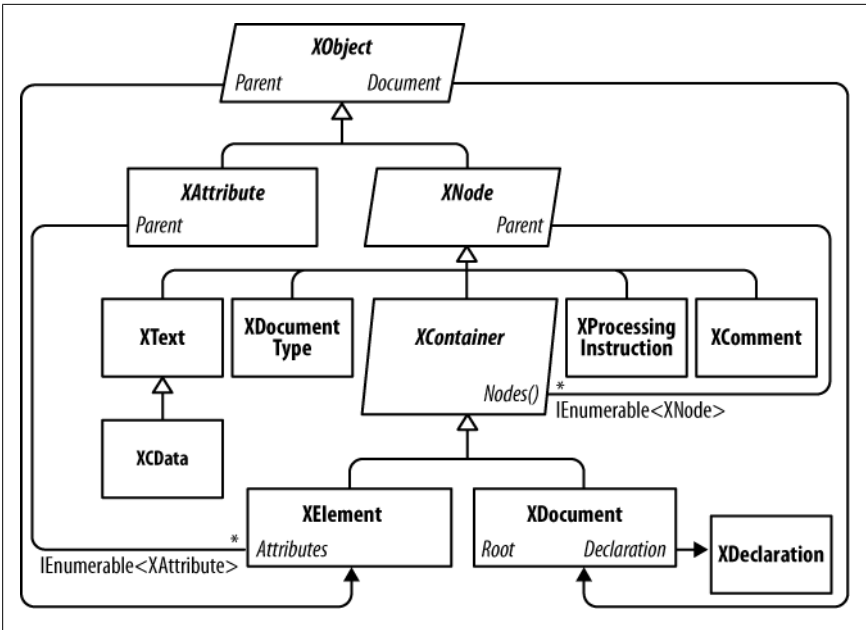 XObject
Parent Document
XAttribute
Parent
XNode
Parent
XText
XDocument
Type
XContainer
Nodes()
XProcessing
Instruction
XComment
*
IEnumerable<XNode>
XCData
XElement
Attributes
*
IEnumerable<XAttribute>
XDocument
Root Declaration
XDeclaration